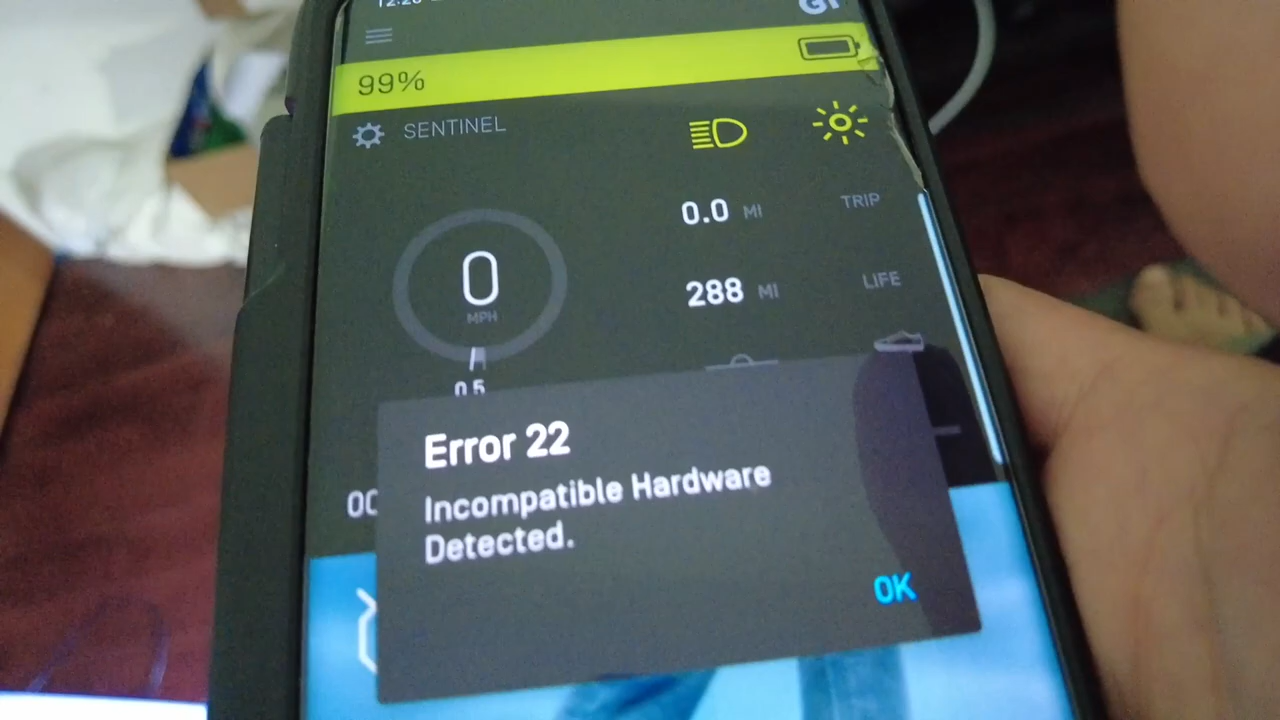 99%
SENTINEL
0.0 MI TRIP
0
MPH
288 MI LIFE
0.5
Error 22
Incompatible Hardware
Detected.
OK